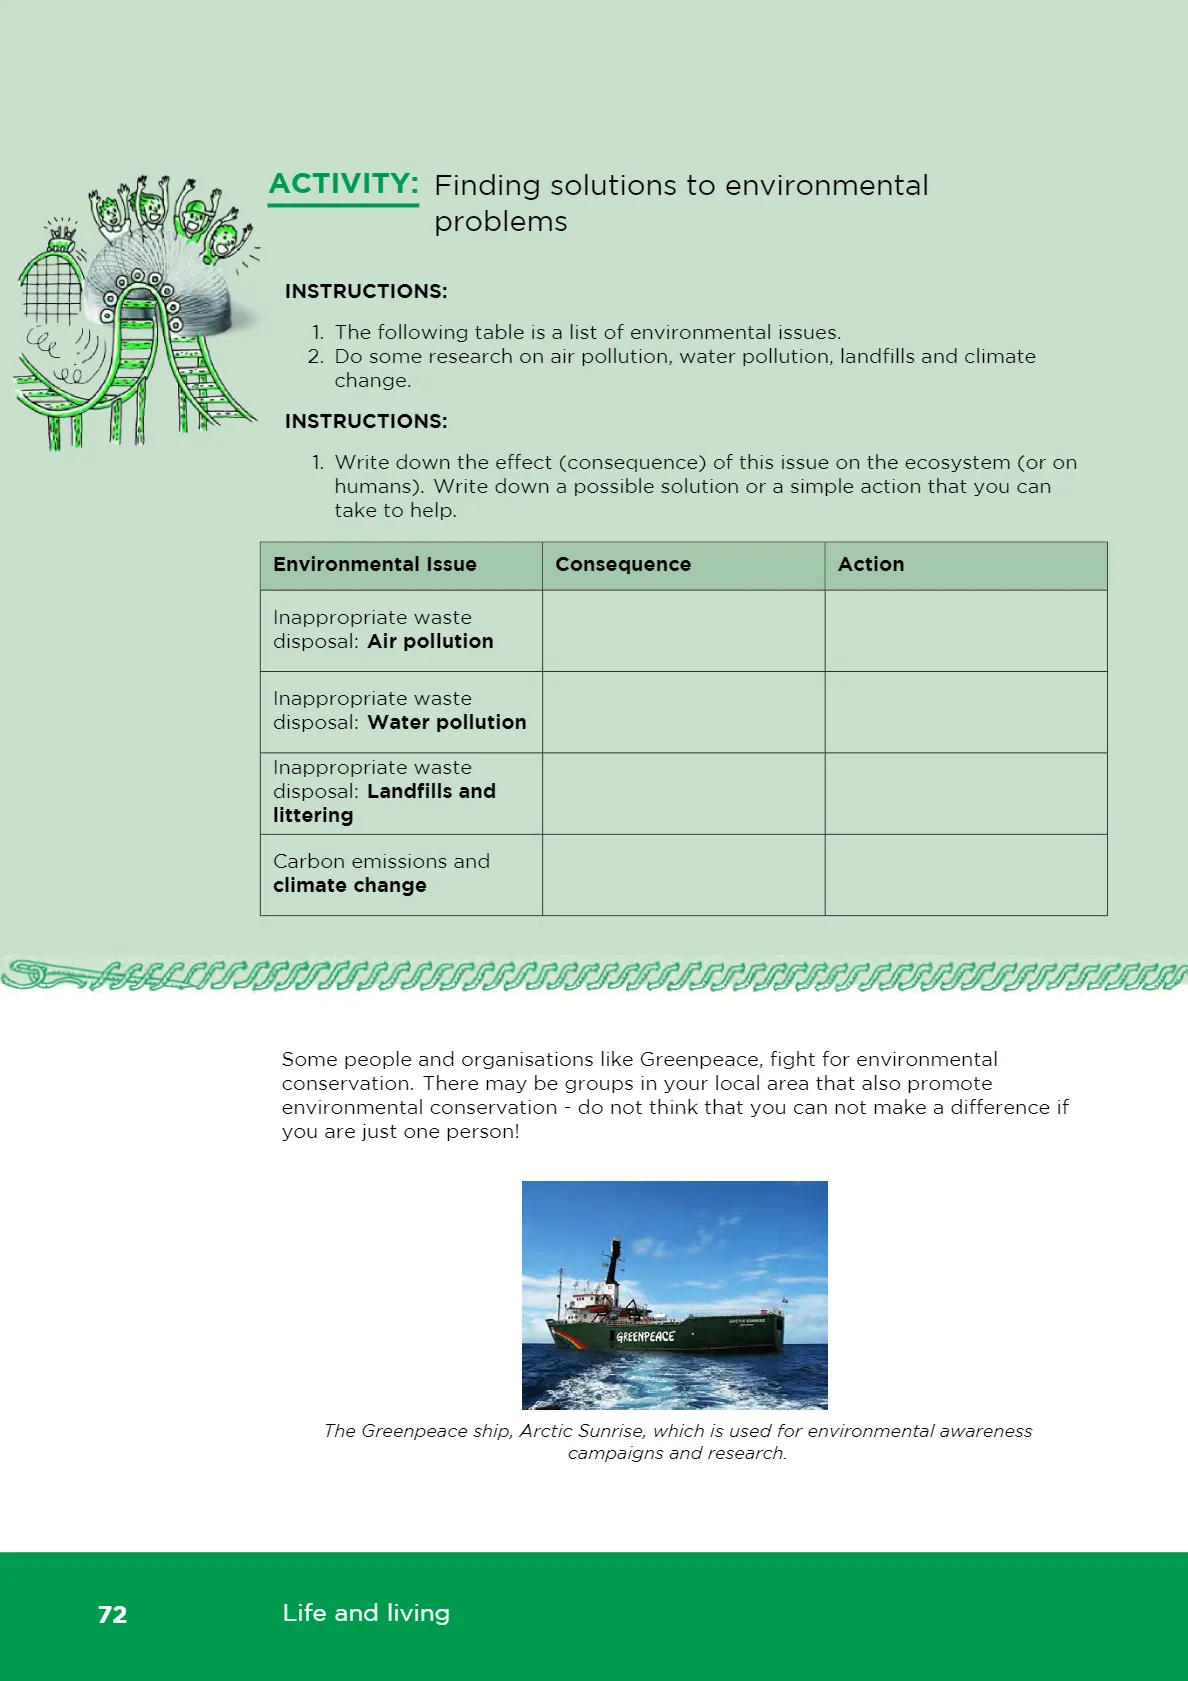 ACTIVITY: Finding solutions to environmental
problems
INSTRUCTIONS:
1. The following table is a list of environmental issues.
2. Do some research on air pollution, water pollution, landfills and climate
change.
INSTRUCTIONS:
1. Write down the effect (consequence) of this issue on the ecosystem (or on
humans). Write down a possible solution or a simple action that you can
take to help.
Environmental Issue Consequence Action
Inappropriate waste
disposal: Air pollution
Inappropriate waste
disposal: Water pollution
Inappropriate waste
disposal: Landfills and
littering
Carbon emissions and
climate change
Some people and organisations like Greenpeace, fight for environmental
conservation. There may be groups in your local area that also promote
environmental conservation - do not think that you can not make a difference if
you are just one person!
ARCTIC SUNRISE
GREENPEACE
The Greenpeace ship, Arctic Sunrise, which is used for environmental awareness
campaigns and research.
72 Life and living